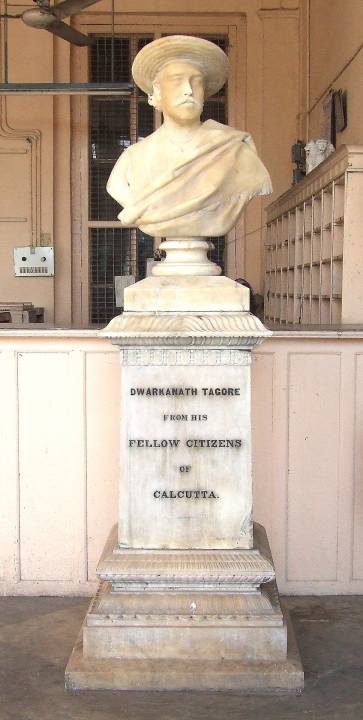 DWARKANATH TAGORE
FROM HIS
FELLOW CITIZENS
OF
CALCUTTA.